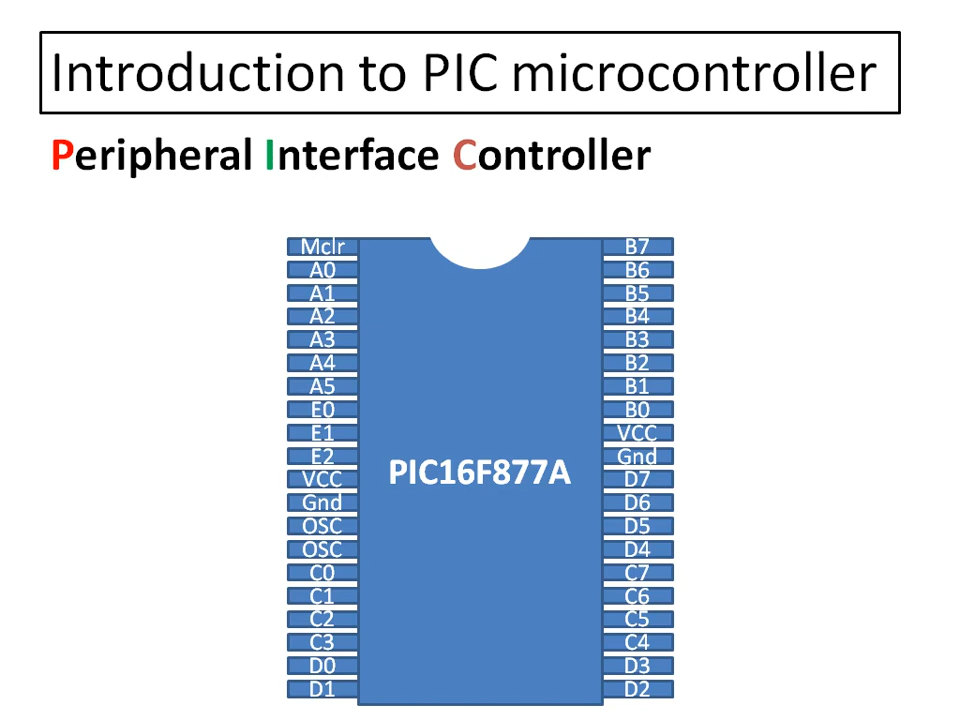 Introduction to PIC microcontroller
Peripheral Interface Controller
Mclr B7
A0 B6
A1 B5
A2 B4
A3 B3
A4 B2
A5 B1
E0 B0
E1 VCC
E2 Gnd
PIC16F877A
VCC D7
Gnd D6
OSC D5
OSC D4
C0 C7
C1 C6
C2 C5
C3 C4
D0 D3
D1 D2